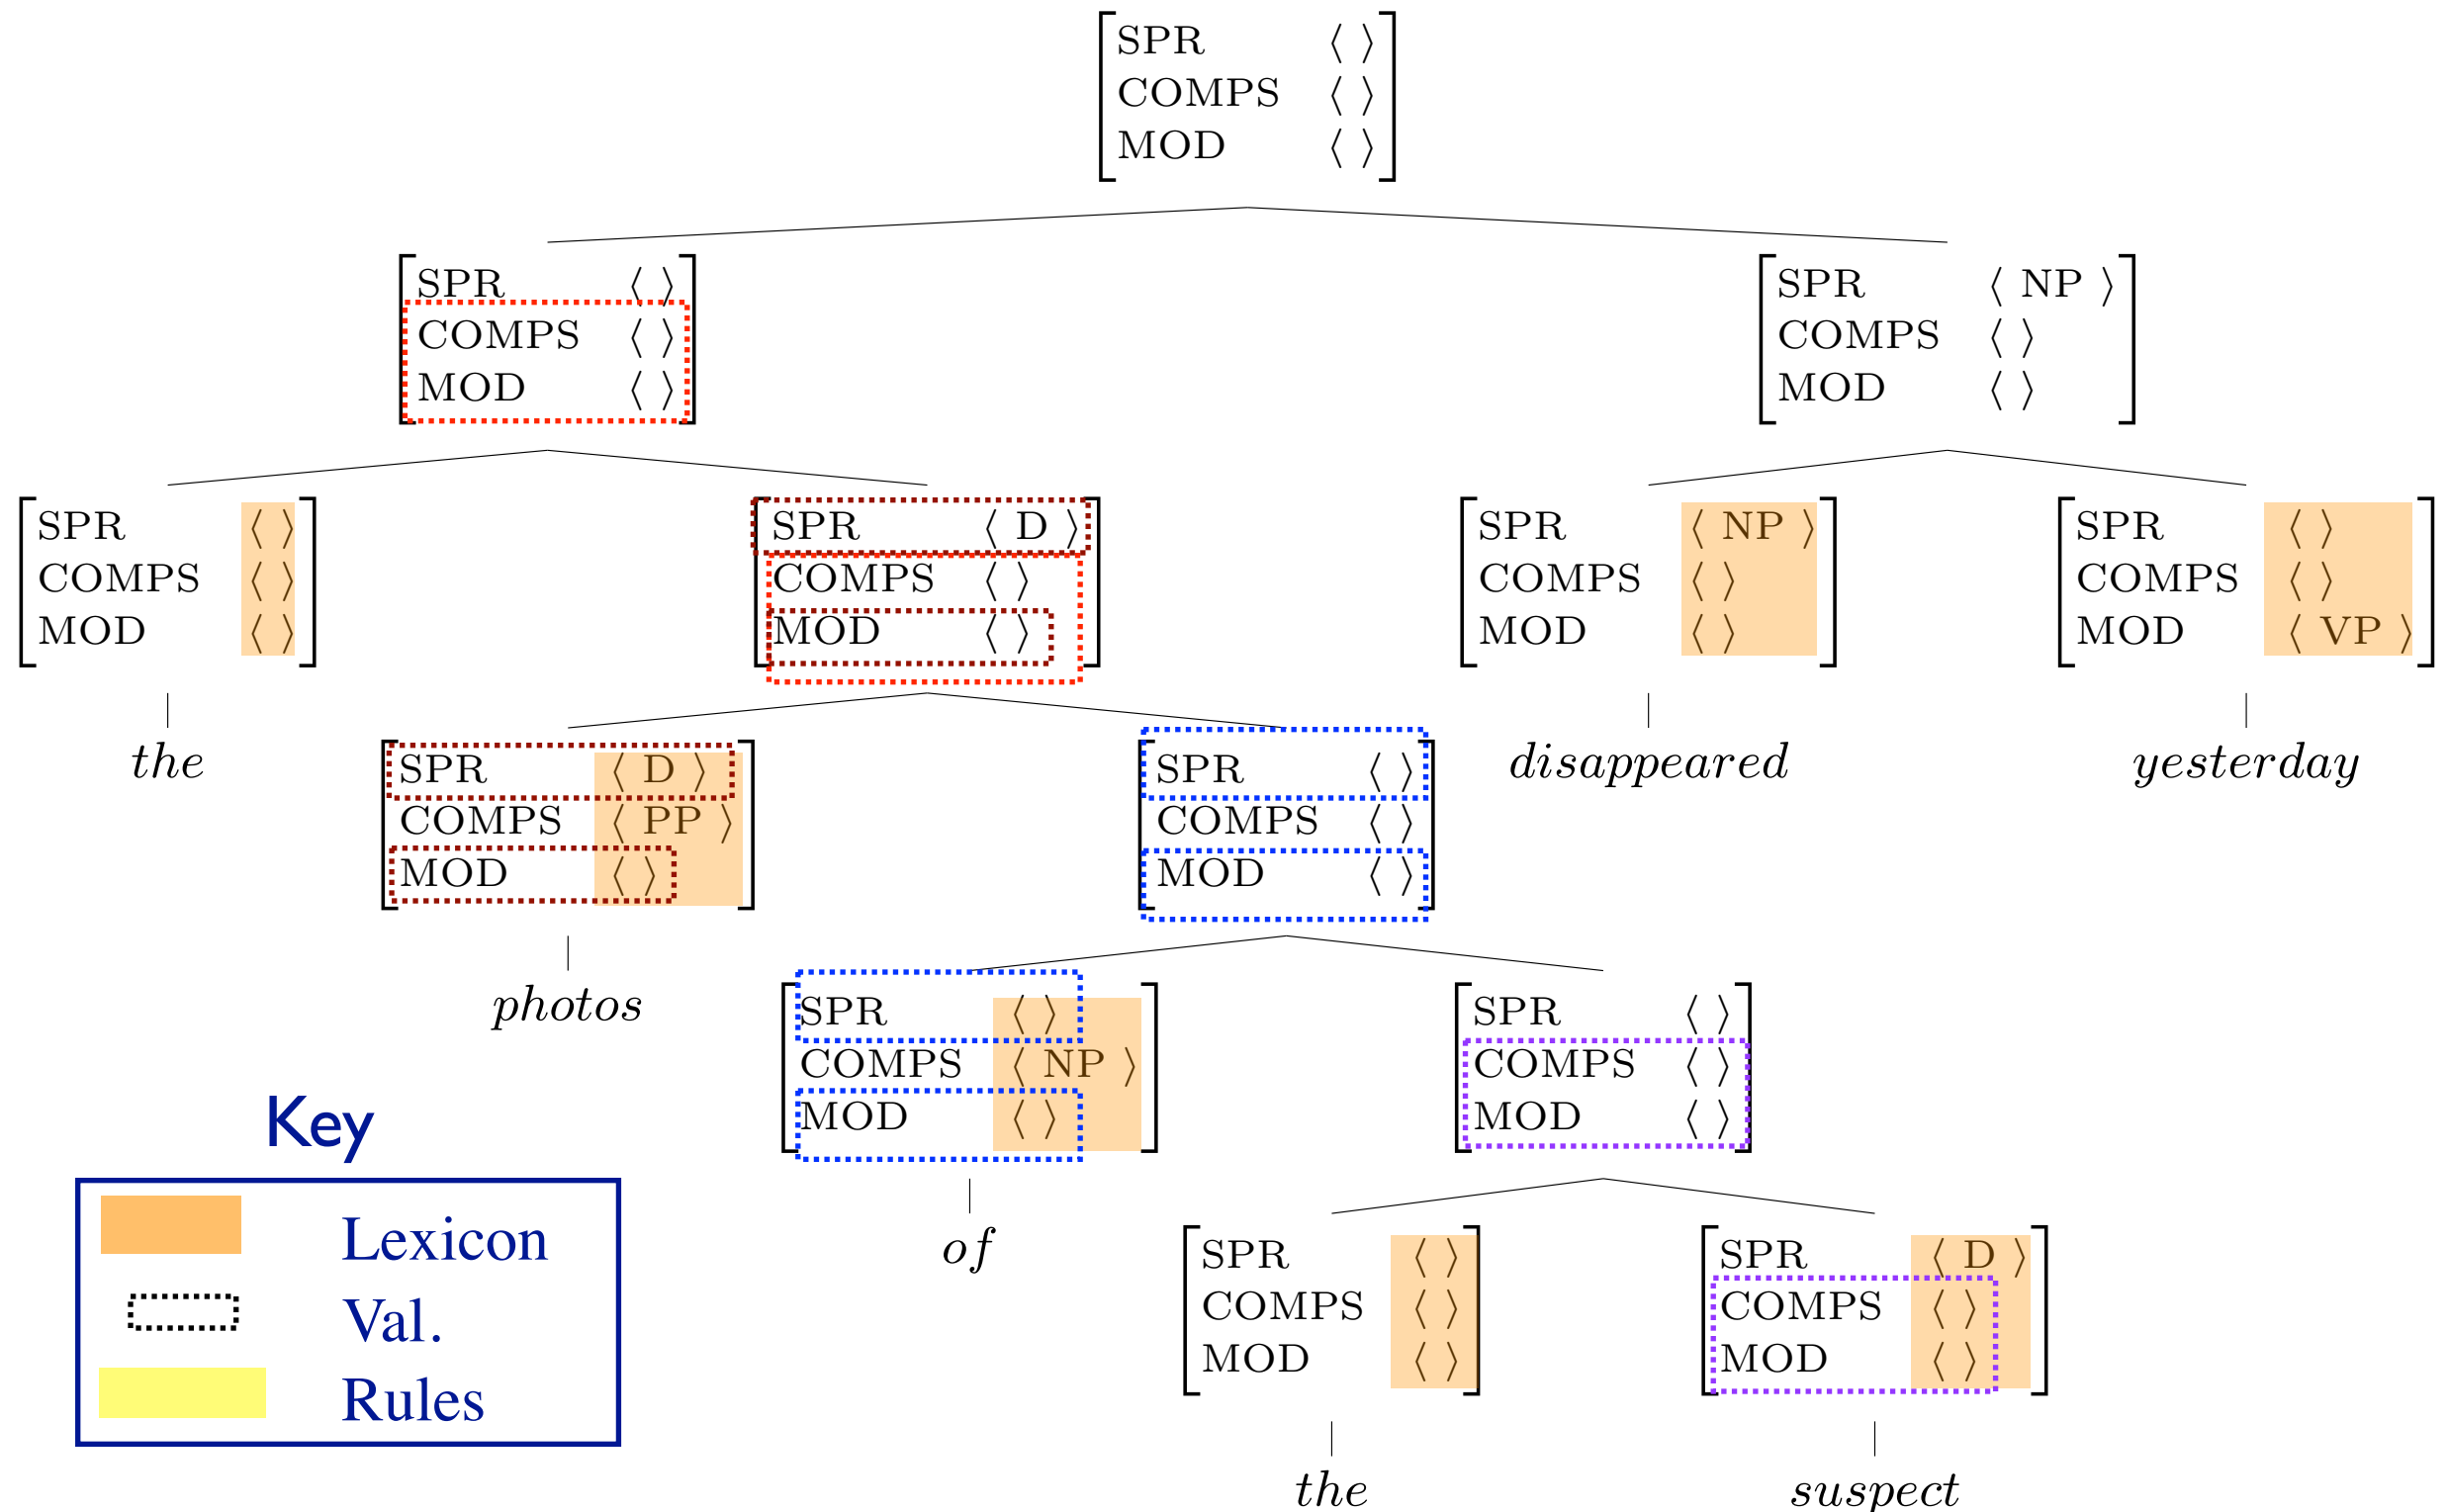 SPR ⟨ ⟩
COMPS ⟨ ⟩
MOD ⟨ ⟩
SPR ⟨ ⟩
COMPS ⟨ ⟩
MOD ⟨ ⟩
SPR ⟨ NP ⟩
COMPS ⟨ ⟩
MOD ⟨ ⟩
SPR ⟨ ⟩
COMPS ⟨ ⟩
MOD ⟨ ⟩
the
SPR ⟨ D ⟩
COMPS ⟨ ⟩
MOD ⟨ ⟩
SPR ⟨ NP ⟩
COMPS ⟨ ⟩
MOD ⟨ ⟩
disappeared
SPR ⟨ ⟩
COMPS ⟨ ⟩
MOD ⟨ VP ⟩
yesterday
SPR ⟨ D ⟩
COMPS ⟨ PP ⟩
MOD ⟨ ⟩
photos
SPR ⟨ ⟩
COMPS ⟨ ⟩
MOD ⟨ ⟩
SPR ⟨ ⟩
COMPS ⟨ NP ⟩
MOD ⟨ ⟩
of
SPR ⟨ ⟩
COMPS ⟨ ⟩
MOD ⟨ ⟩
SPR ⟨ ⟩
COMPS ⟨ ⟩
MOD ⟨ ⟩
the
SPR ⟨ D ⟩
COMPS ⟨ ⟩
MOD ⟨ ⟩
suspect
Key
Lexicon
Val.
Rules